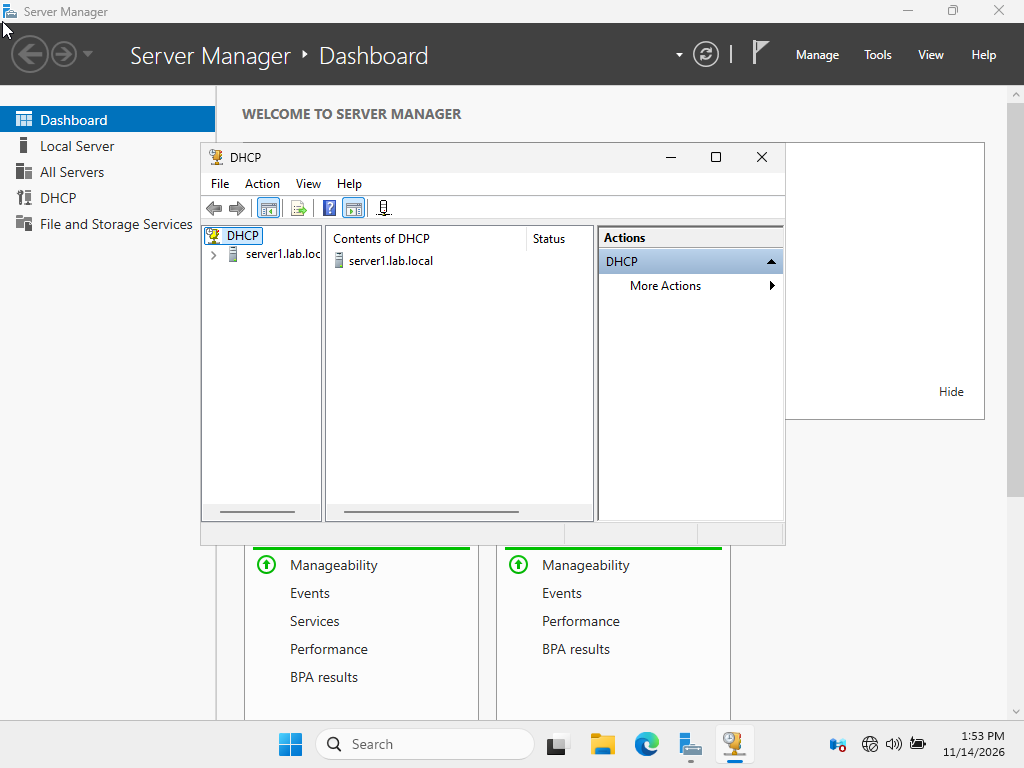 Server Manager
Server Manager Dashboard
Manage Tools View Help
Dashboard
Local Server
All Servers
DHCP
File and Storage Services
WELCOME TO SERVER MANAGER
DHCP
File Action View Help
DHCP
server1.lab.loc
Contents of DHCP Status
server1.lab.local
Actions
DHCP
More Actions
Hide
Manageability
Events
Services
Performance
BPA results
Manageability
Events
Performance
BPA results
Search
1:53 PM
11/14/2026